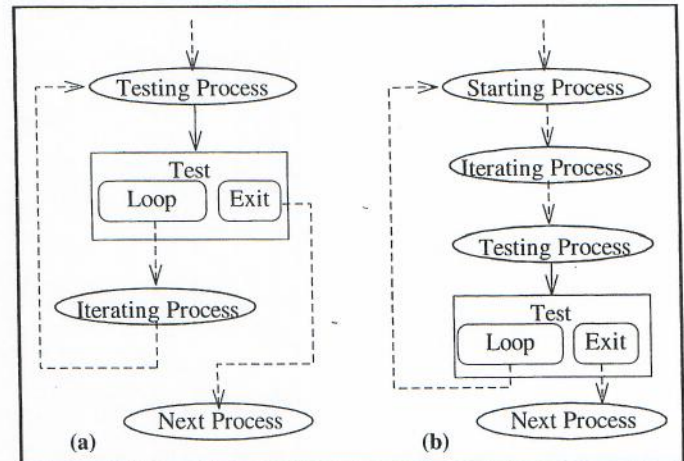 Testing Process
Test
Loop
Exit
Iterating Process
Next Process
(a)
Starting Process
Iterating Process
Testing Process
Test
Loop
Exit
Next Process
(b)